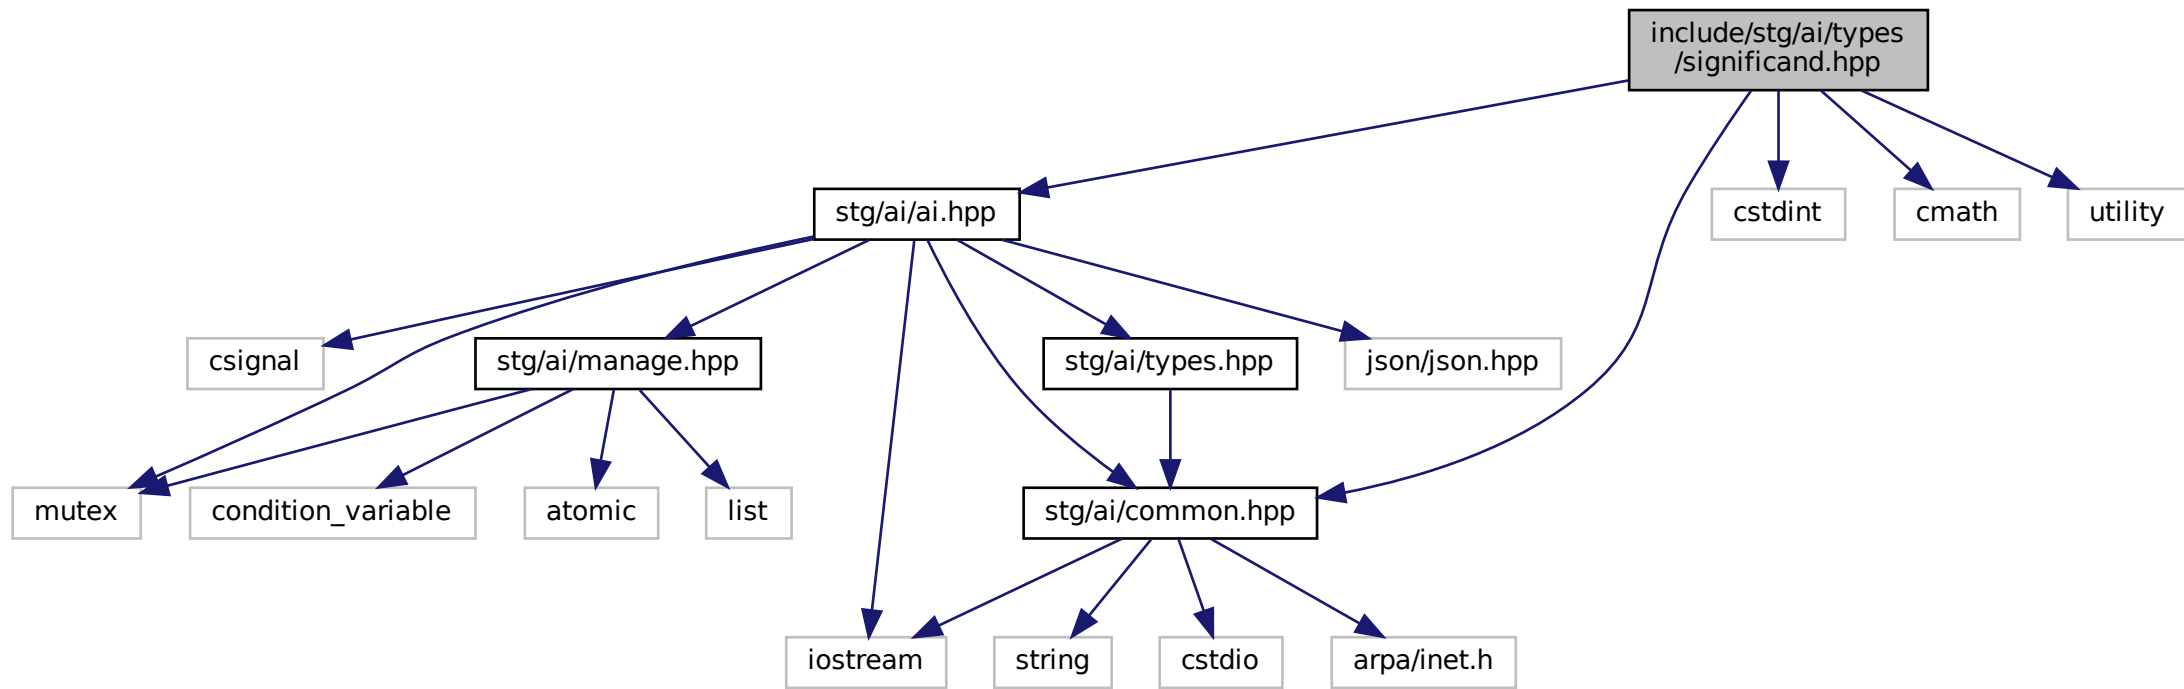 include/stg/ai/types
/significand.hpp
stg/ai/ai.hpp
cstdint
cmath
utility
csignal
stg/ai/manage.hpp
stg/ai/types.hpp
json/json.hpp
mutex
condition_variable
atomic
list
stg/ai/common.hpp
iostream
string
cstdio
arpa/inet.h